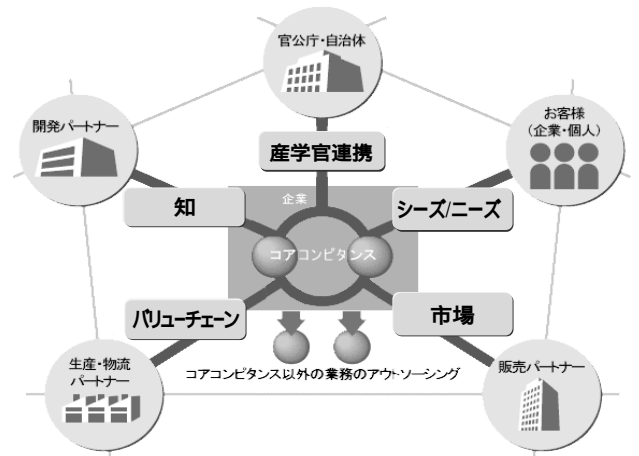 官公庁・自治体
開発パートナー
お客様
(企業・個人)
産学官連携
企業
知
シーズ/ニーズ
コアコンピタンス
バリューチェーン
市場
生産・物流
パートナー
販売パートナー
コアコンピタンス以外の業務のアウトソーシング